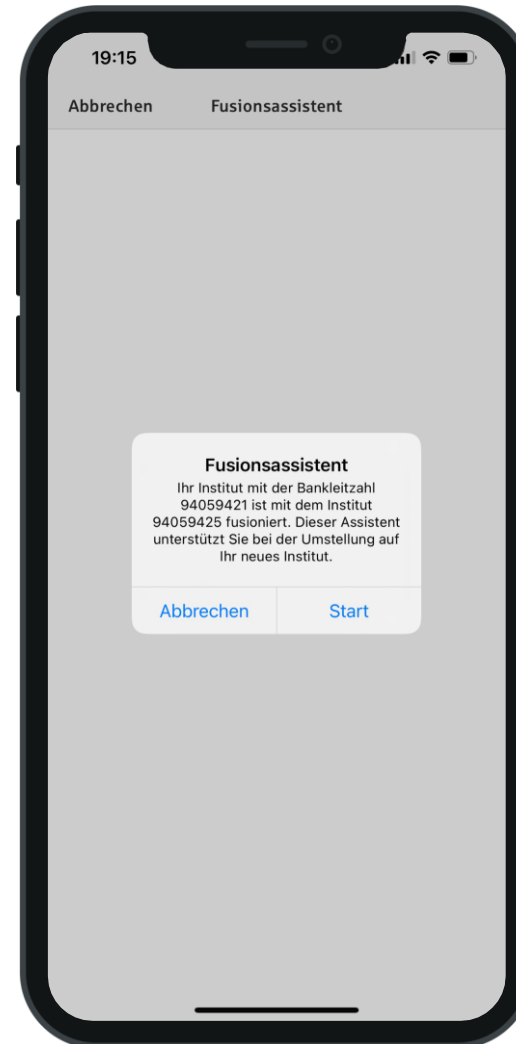 19:15
Abbrechen Fusionsassistent
Fusionsassistent
Ihr Institut mit der Bankleitzahl
94059421 ist mit dem Institut
94059425 fusioniert. Dieser Assistent
unterstützt Sie bei der Umstellung auf
Ihr neues Institut.
Abbrechen Start